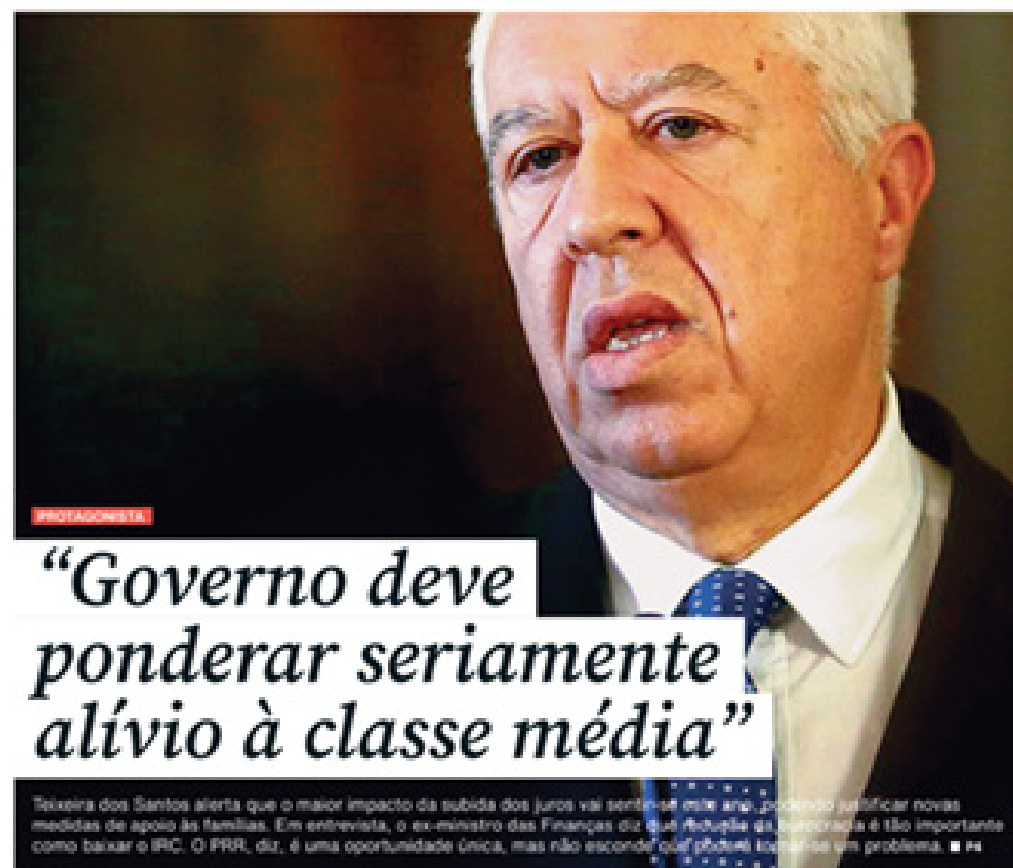 PROTAGONISTA
“Governo deve
ponderar seriamente
alívio à classe média”
Teixeira dos Santos alerta que o maior impacto da subida dos juros vai sentir-se este ano, podendo justificar novas
medidas de apoio às famílias. Em entrevista, o ex-ministro das Finanças diz que redução da burocracia é tão importante
como baixar o IRC. O PRR, diz, é uma oportunidade única, mas não esconde que poderá tornar-se um problema. ■ P4